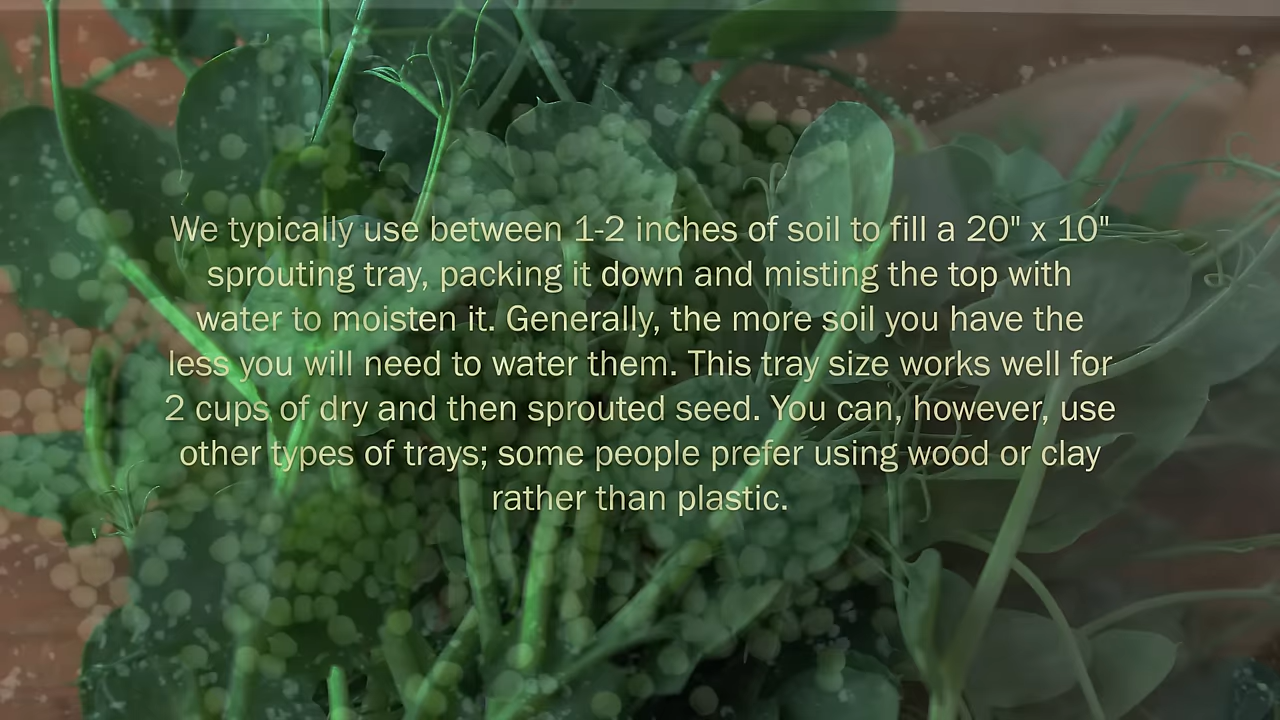 We typically use between 1-2 inches of soil to fill a 20" x 10"
sprouting tray, packing it down and misting the top with
water to moisten it. Generally, the more soil you have the
less you will need to water them. This tray size works well for
2 cups of dry and then sprouted seed. You can, however, use
other types of trays; some people prefer using wood or clay
rather than plastic.